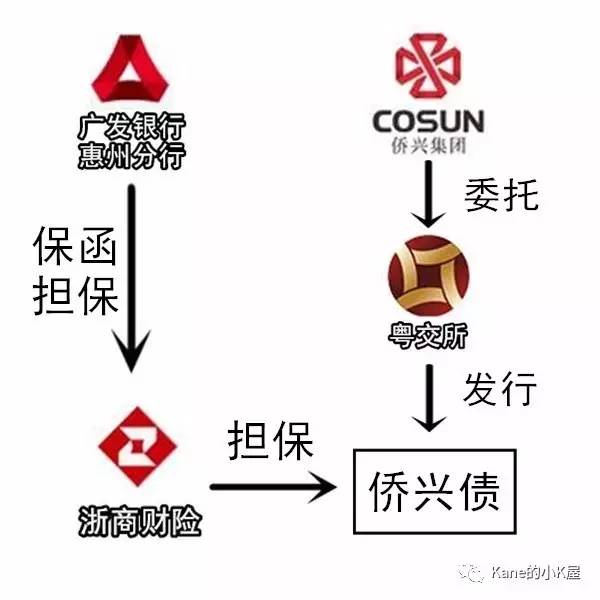 广发银行
惠州分行
COSUN
侨兴集团
委托
保函
担保
粤交所
发行
担保
浙商财险
侨兴债
Kane的小K屋